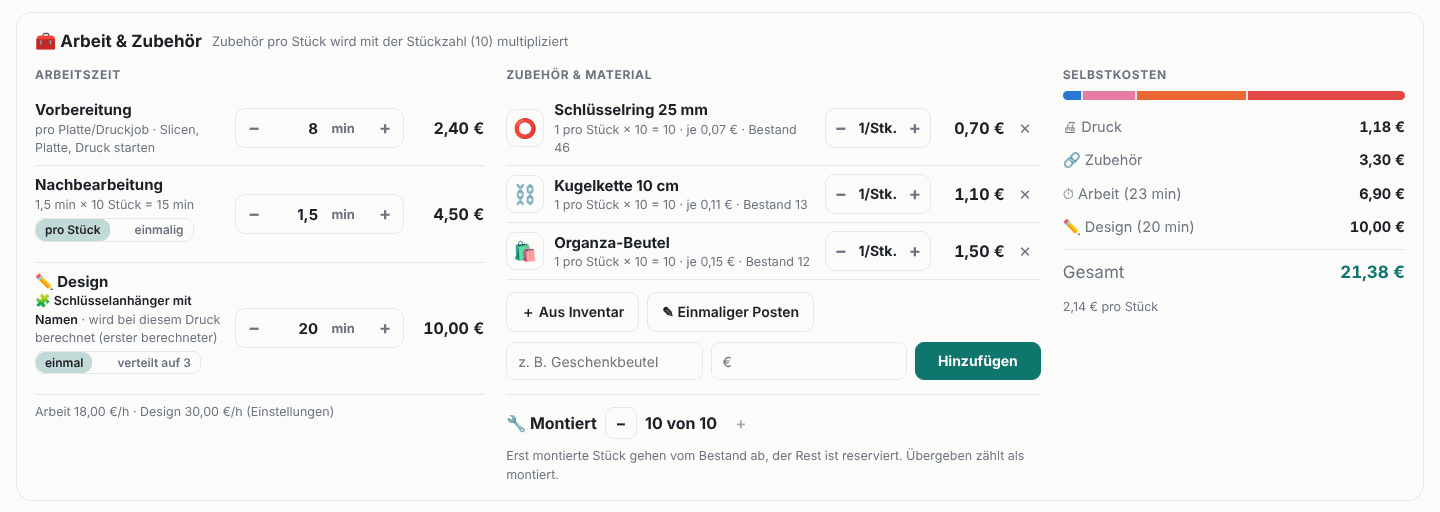 🧰 Arbeit & Zubehör Zubehör pro Stück wird mit der Stückzahl (10) multipliziert
ARBEITSZEIT
Vorbereitung
pro Platte/Druckjob · Slicen,
Platte, Druck starten
− 8 min + 2,40 €
Nachbearbeitung
1,5 min × 10 Stück = 15 min
pro Stück einmalig
− 1,5 min + 4,50 €
✏️ Design
🧩 Schlüsselanhänger mit
Namen · wird bei diesem Druck
berechnet (erster berechneter)
einmal verteilt auf 3
− 20 min + 10,00 €
Arbeit 18,00 €/h · Design 30,00 €/h (Einstellungen)
ZUBEHÖR & MATERIAL
Schlüsselring 25 mm
1 pro Stück × 10 = 10 · je 0,07 € · Bestand
46
− 1/Stk. + 0,70 € ×
Kugelkette 10 cm
1 pro Stück × 10 = 10 · je 0,11 € · Bestand 13
− 1/Stk. + 1,10 € ×
Organza-Beutel
1 pro Stück × 10 = 10 · je 0,15 € · Bestand 12
− 1/Stk. + 1,50 € ×
+ Aus Inventar ✎ Einmaliger Posten
z. B. Geschenkbeutel € Hinzufügen
🔧 Montiert − 10 von 10 +
Erst montierte Stück gehen vom Bestand ab, der Rest ist reserviert. Übergeben zählt als
montiert.
SELBSTKOSTEN
🖨 Druck 1,18 €
🔗 Zubehör 3,30 €
⏱ Arbeit (23 min) 6,90 €
✏️ Design (20 min) 10,00 €
Gesamt 21,38 €
2,14 € pro Stück